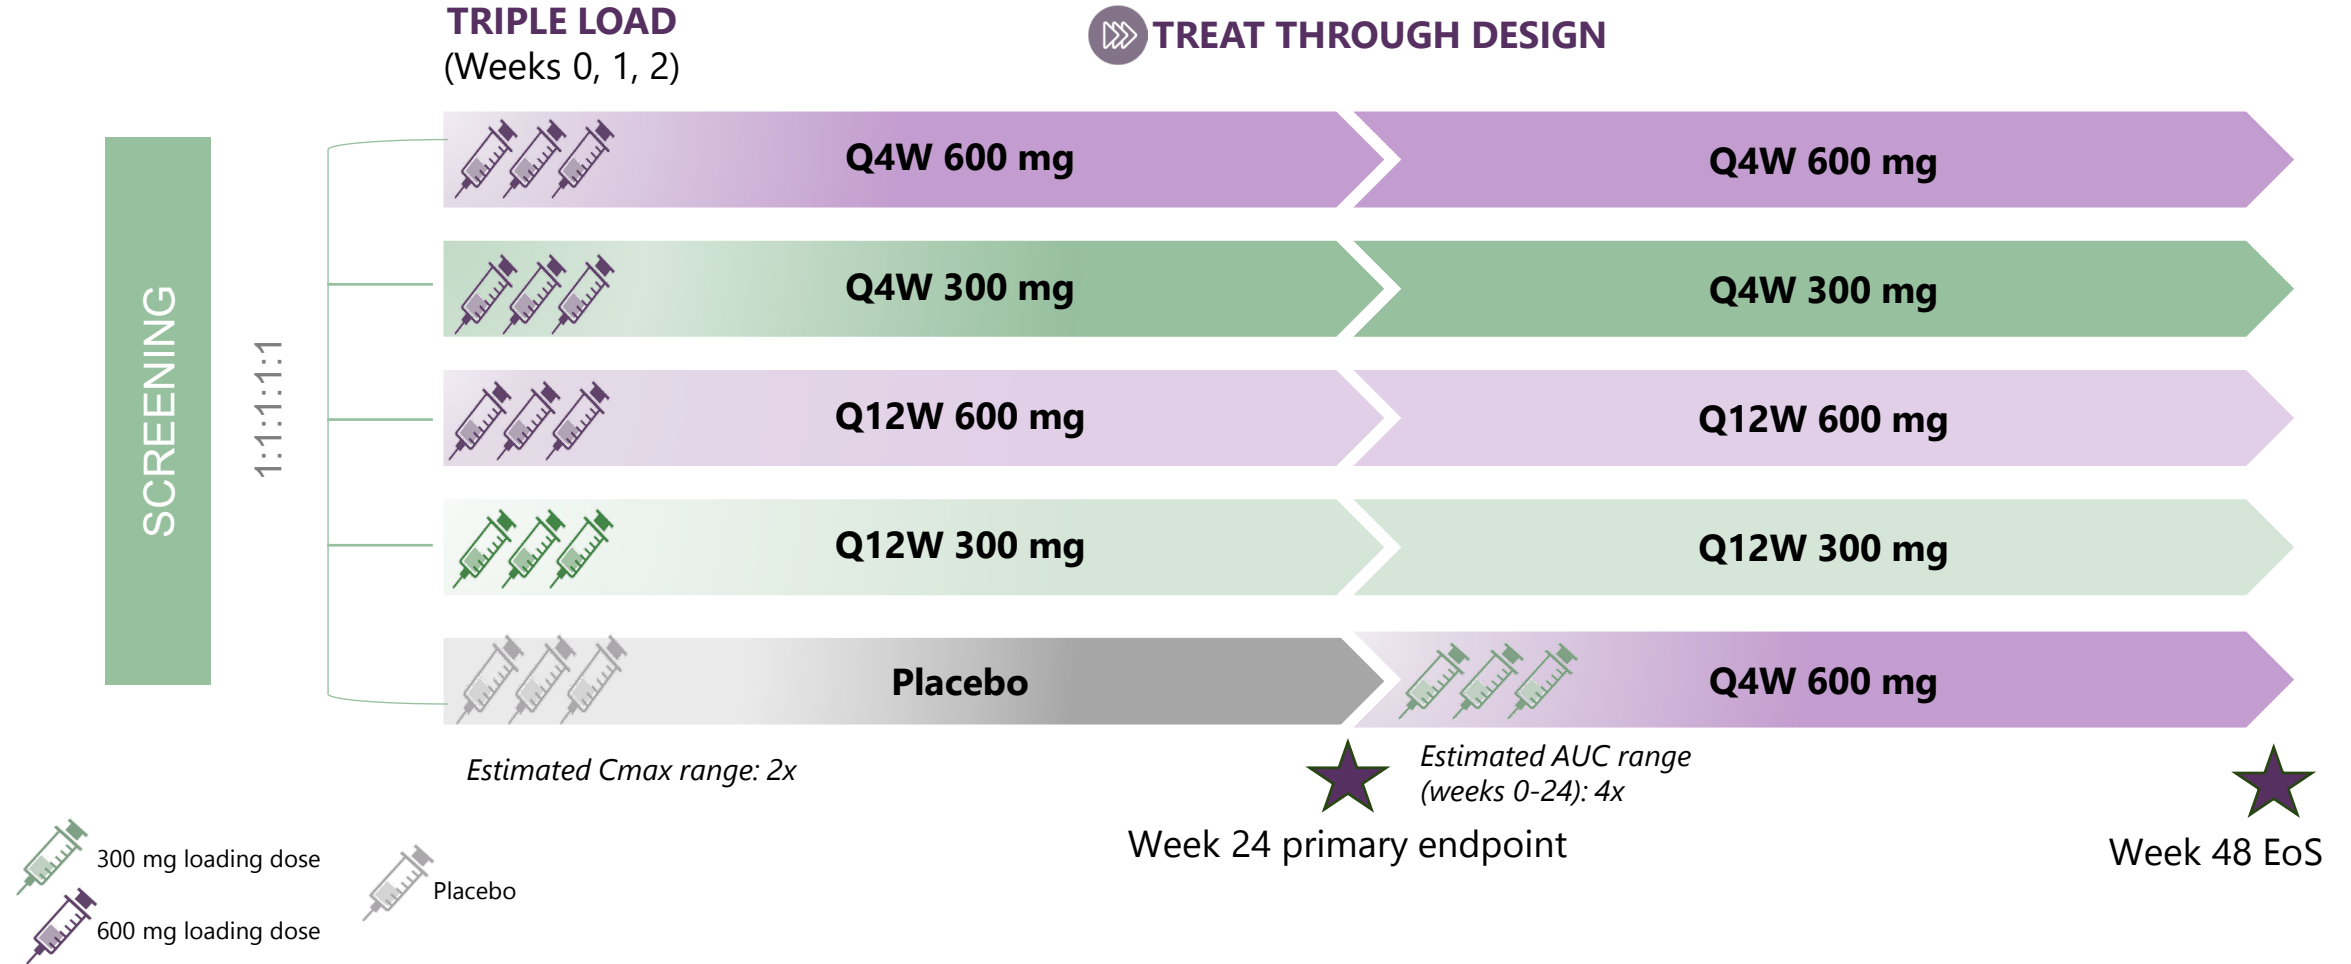 TRIPLE LOAD
(Weeks 0, 1, 2)
TREAT THROUGH DESIGN
SCREENING
1:1:1:1:1
Q4W 600 mg
Q4W 600 mg
Q4W 300 mg
Q4W 300 mg
Q12W 600 mg
Q12W 600 mg
Q12W 300 mg
Q12W 300 mg
Placebo
Q4W 600 mg
Estimated Cmax range: 2x
Estimated AUC range
(weeks 0-24): 4x
Week 24 primary endpoint
Week 48 EoS
300 mg loading dose
Placebo
600 mg loading dose